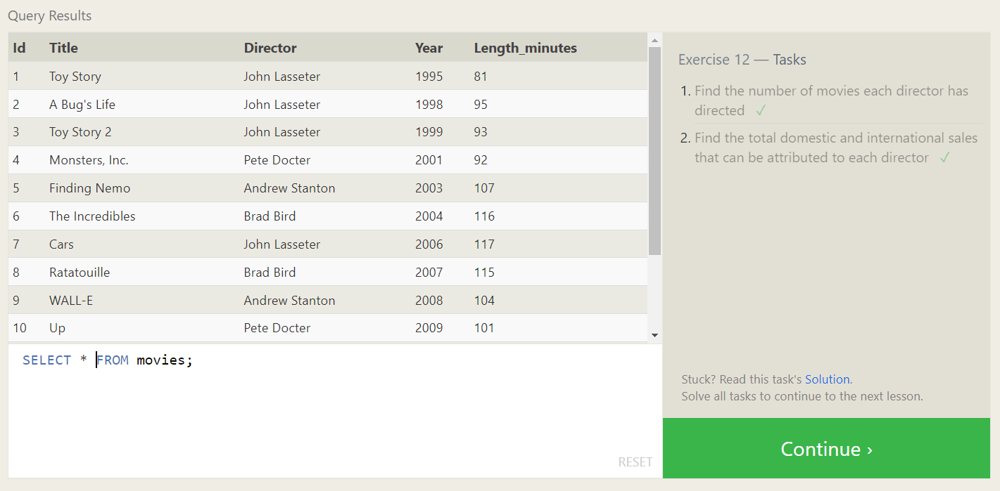 Query Results
Id Title Director Year Length_minutes
1 Toy Story John Lasseter 1995 81
2 A Bug's Life John Lasseter 1998 95
3 Toy Story 2 John Lasseter 1999 93
4 Monsters, Inc. Pete Docter 2001 92
5 Finding Nemo Andrew Stanton 2003 107
6 The Incredibles Brad Bird 2004 116
7 Cars John Lasseter 2006 117
8 Ratatouille Brad Bird 2007 115
9 WALL-E Andrew Stanton 2008 104
10 Up Pete Docter 2009 101
SELECT * FROM movies;
RESET
Exercise 12 — Tasks
1. Find the number of movies each director has
directed ✓
2. Find the total domestic and international sales
that can be attributed to each director ✓
Stuck? Read this task's Solution.
Solve all tasks to continue to the next lesson.
Continue ›